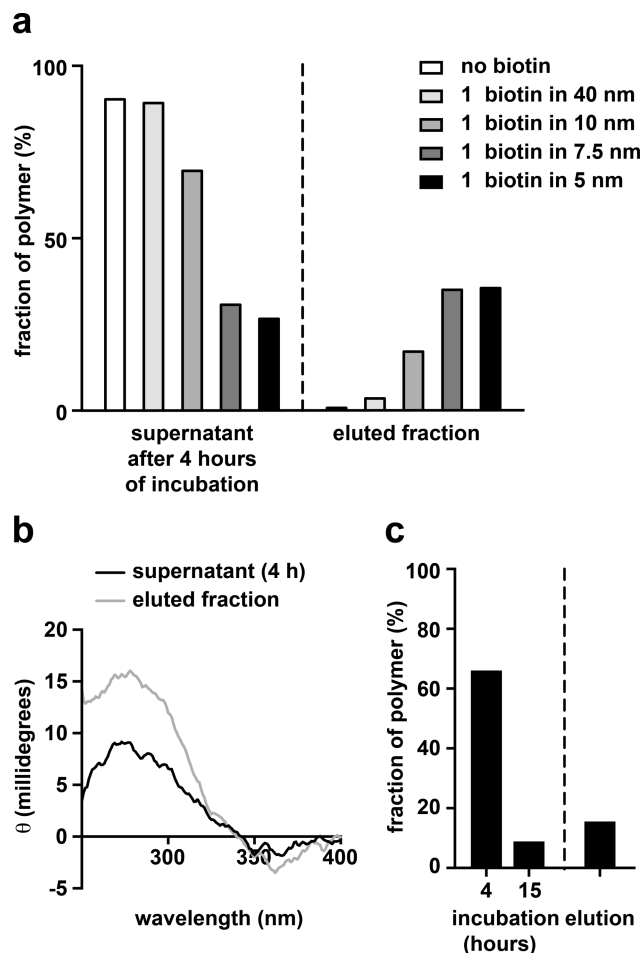 a
100
50
0
fraction of polymer (%)
no biotin
1 biotin in 40 nm
1 biotin in 10 nm
1 biotin in 7.5 nm
1 biotin in 5 nm
supernatant
after 4 hours
of incubation
eluted fraction
b
supernatant (4 h)
eluted fraction
20
15
10
5
0
-5
θ (millidegrees)
300
350
400
wavelength (nm)
c
100
80
60
40
20
0
fraction of polymer (%)
4 15
incubation elution
(hours)